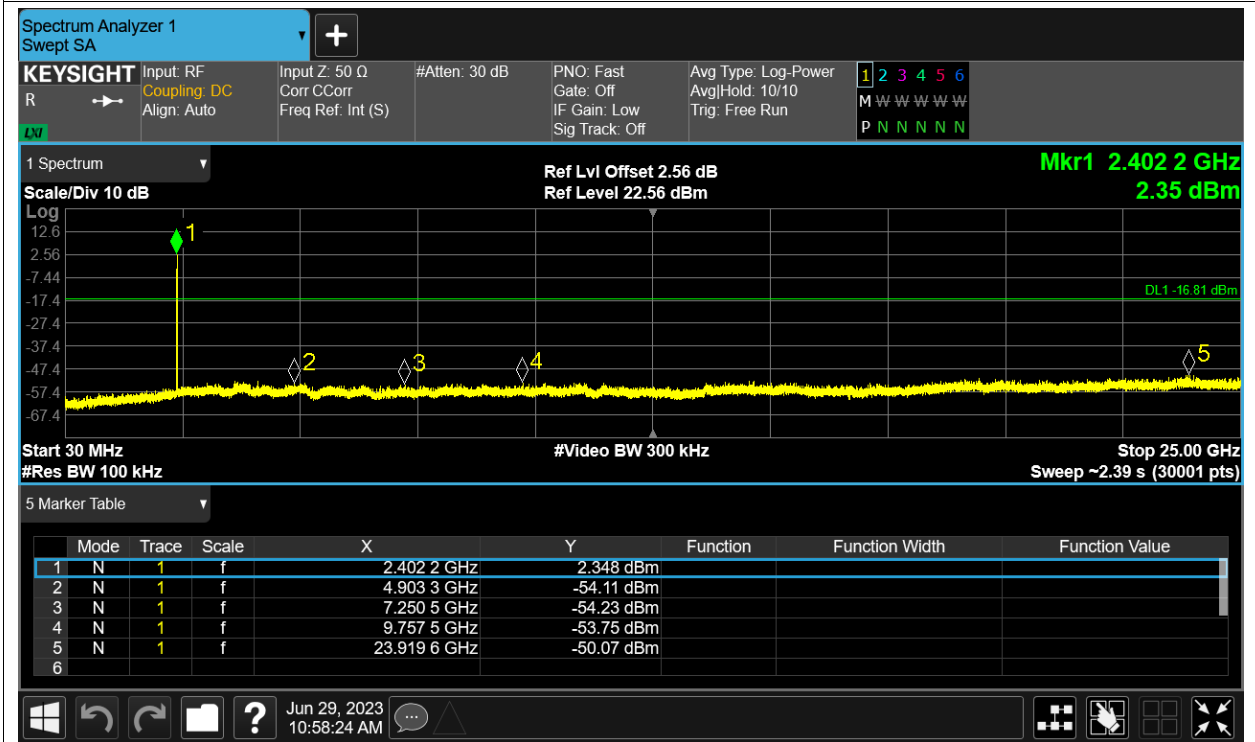 Spectrum Analyzer 1
Swept SA
KEYSIGHT Input: RF Input Z: 50 Ω #Atten: 30 dB PNO: Fast Avg Type: Log-Power 1 2 3 4 5 6
R Coupling: DC Corr CCorr Gate: Off Avg|Hold: 10/10 M W W W W W
Align: Auto Freq Ref: Int (S) IF Gain: Low Trig: Free Run
LXI Sig Track: Off P N N N N N
1 Spectrum Ref Lvl Offset 2.56 dB Mkr1 2.402 2 GHz
Scale/Div 10 dB Ref Level 22.56 dBm 2.35 dBm
Log
12.6 1
2.56
-7.44
-17.4 DL1 -16.81 dBm
-27.4
-37.4
-47.4 2 3 4 5
-57.4
-67.4
Start 30 MHz #Video BW 300 kHz Stop 25.00 GHz
#Res BW 100 kHz Sweep ~2.39 s (30001 pts)
5 Marker Table
Mode Trace Scale X Y Function Function Width Function Value
1 N 1 f 2.402 2 GHz 2.348 dBm
2 N 1 f 4.903 3 GHz -54.11 dBm
3 N 1 f 7.250 5 GHz -54.23 dBm
4 N 1 f 9.757 5 GHz -53.75 dBm
5 N 1 f 23.919 6 GHz -50.07 dBm
6
? Jun 29, 2023
10:58:24 AM